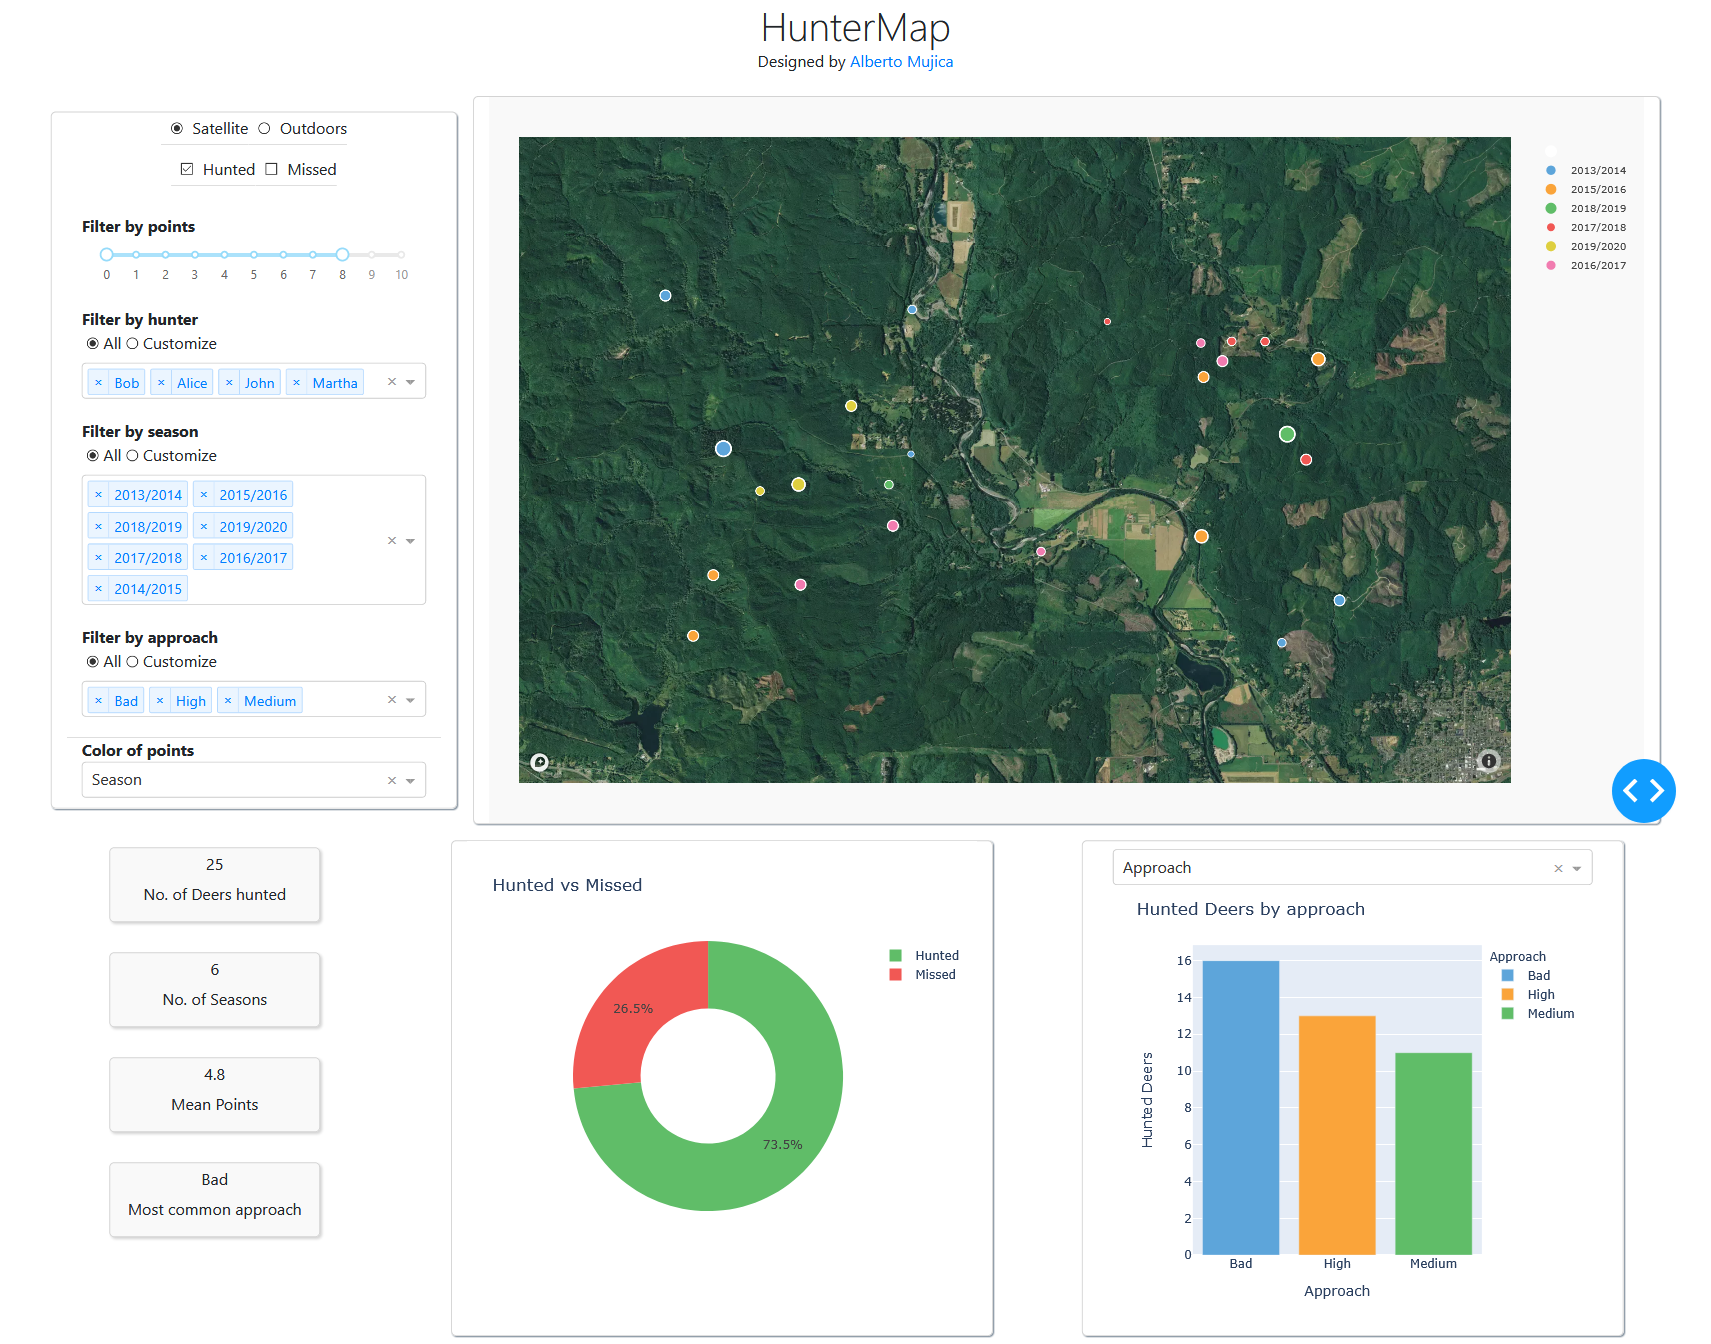 HunterMap
Designed by Alberto Mujica
Satellite Outdoors
Hunted Missed
Filter by points
0 1 2 3 4 5 6 7 8 9 10
Filter by hunter
All Customize
× Bob × Alice × John × Martha ×
Filter by season
All Customize
× 2013/2014 × 2015/2016
× 2018/2019 × 2019/2020
× 2017/2018 × 2016/2017
× 2014/2015
×
Filter by approach
All Customize
× Bad × High × Medium ×
Color of points
Season ×
2013/2014
2015/2016
2018/2019
2017/2018
2019/2020
2016/2017
25
No. of Deers hunted
6
No. of Seasons
4.8
Mean Points
Bad
Most common approach
Hunted vs Missed
Hunted
Missed
26.5%
73.5%
Approach ×
Hunted Deers by approach
Approach
Bad
High
Medium
16
14
12
10
8
6
4
2
0
Hunted Deers
Bad High Medium
Approach